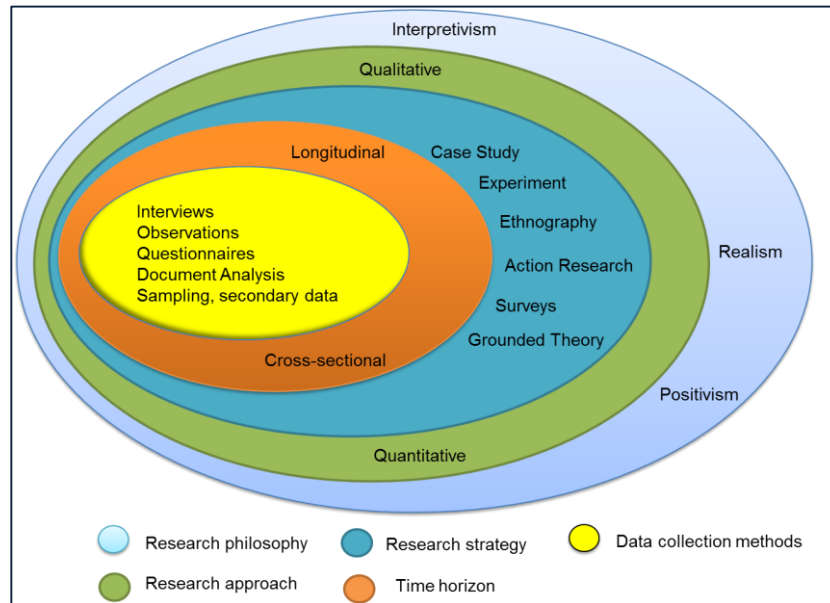 Interpretivism
Qualitative
Longitudinal
Case Study
Experiment
Interviews
Observations
Ethnography
Questionnaires
Realism
Document Analysis
Action Research
Sampling, secondary data
Surveys
Grounded Theory
Cross-sectional
Positivism
Quantitative
Research philosophy
Research strategy
Data collection methods
Research approach
Time horizon